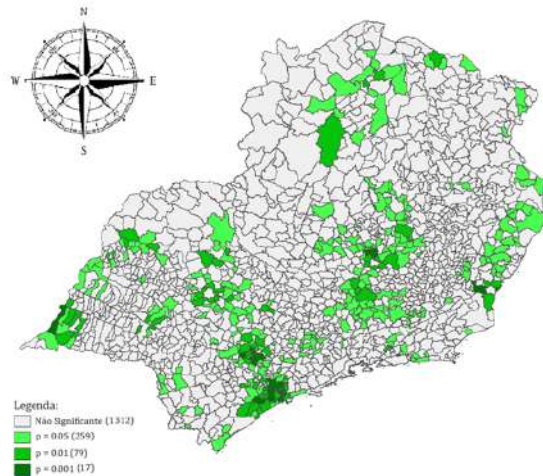 N
W
E
S
Legenda:
Não Significante (1312)
p = 0.05 (259)
p = 0.01 (79)
p = 0.001 (17)